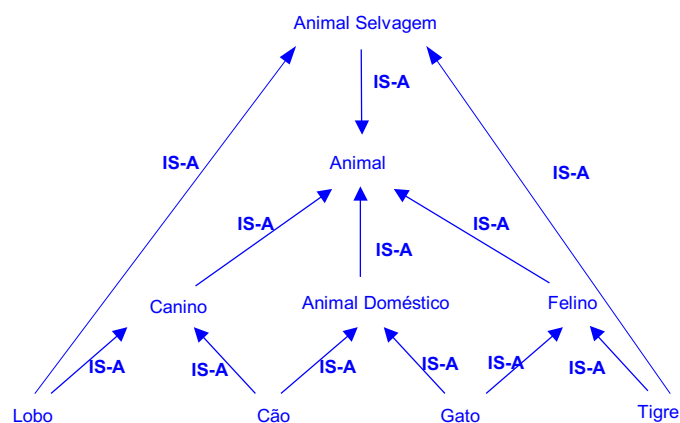 Animal Selvagem
IS-A
IS-A
Animal
IS-A
IS-A
IS-A
IS-A
Canino
Animal Doméstico
Felino
IS-A
IS-A
IS-A
IS-A
IS-A
IS-A
Lobo
Cão
Gato
Tigre